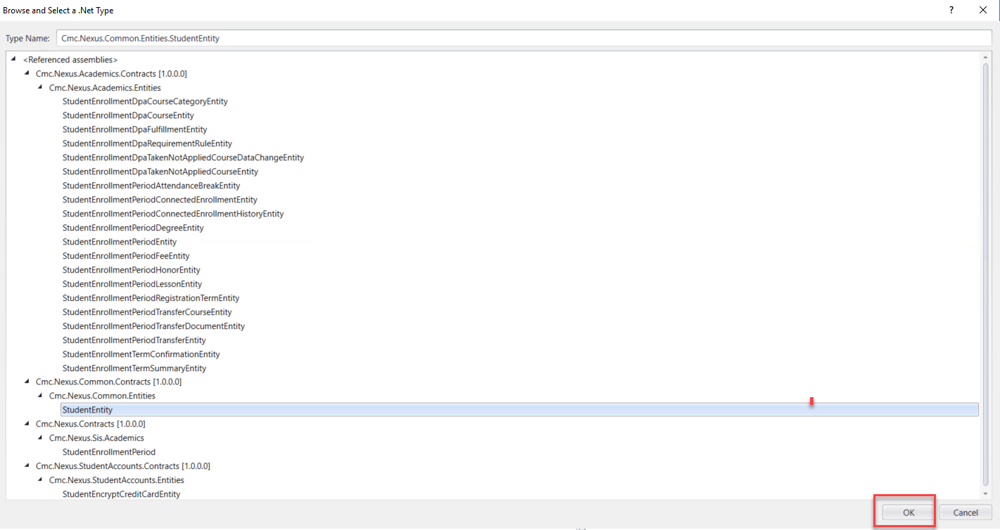 Browse and Select a .Net Type ?
Type Name: Cmc.Nexus.Common.Entities.StudentEntity
<Referenced assemblies>
Cmc.Nexus.Academics.Contracts [1.0.0.0]
Cmc.Nexus.Academics.Entities
StudentEnrollmentDpaCourseCategoryEntity
StudentEnrollmentDpaCourseEntity
StudentEnrollmentDpaFulfillmentEntity
StudentEnrollmentDpaRequirementRuleEntity
StudentEnrollmentDpaTakenNotAppliedCourseDataChangeEntity
StudentEnrollmentDpaTakenNotAppliedCourseEntity
StudentEnrollmentPeriodAttendanceBreakEntity
StudentEnrollmentPeriodConnectedEnrollmentEntity
StudentEnrollmentPeriodConnectedEnrollmentHistoryEntity
StudentEnrollmentPeriodDegreeEntity
StudentEnrollmentPeriodEntity
StudentEnrollmentPeriodFeeEntity
StudentEnrollmentPeriodHonorEntity
StudentEnrollmentPeriodLessonEntity
StudentEnrollmentPeriodRegistrationTermEntity
StudentEnrollmentPeriodTransferCourseEntity
StudentEnrollmentPeriodTransferDocumentEntity
StudentEnrollmentPeriodTransferEntity
StudentEnrollmentTermConfirmationEntity
StudentEnrollmentTermSummaryEntity
Cmc.Nexus.Common.Contracts [1.0.0.0]
Cmc.Nexus.Common.Entities
StudentEntity
Cmc.Nexus.Contracts [1.0.0.0]
Cmc.Nexus.Sis.Academics
StudentEnrollmentPeriod
Cmc.Nexus.StudentAccounts.Contracts [1.0.0.0]
Cmc.Nexus.StudentAccounts.Entities
StudentEncryptCreditCardEntity
OK Cancel